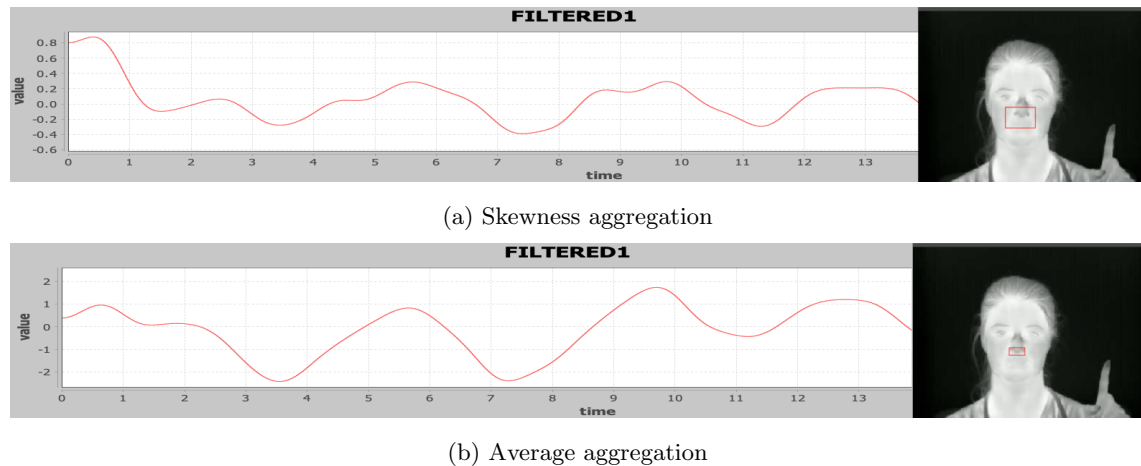 FILTERED1
value
0.8
0.6
0.4
0.2
0.0
-0.2
-0.4
-0.6
0 1 2 3 4 5 6 7 8 9 10 11 12 13
time
(a) Skewness aggregation
FILTERED1
value
2
1
0
-1
-2
0 1 2 3 4 5 6 7 8 9 10 11 12 13
time
(b) Average aggregation